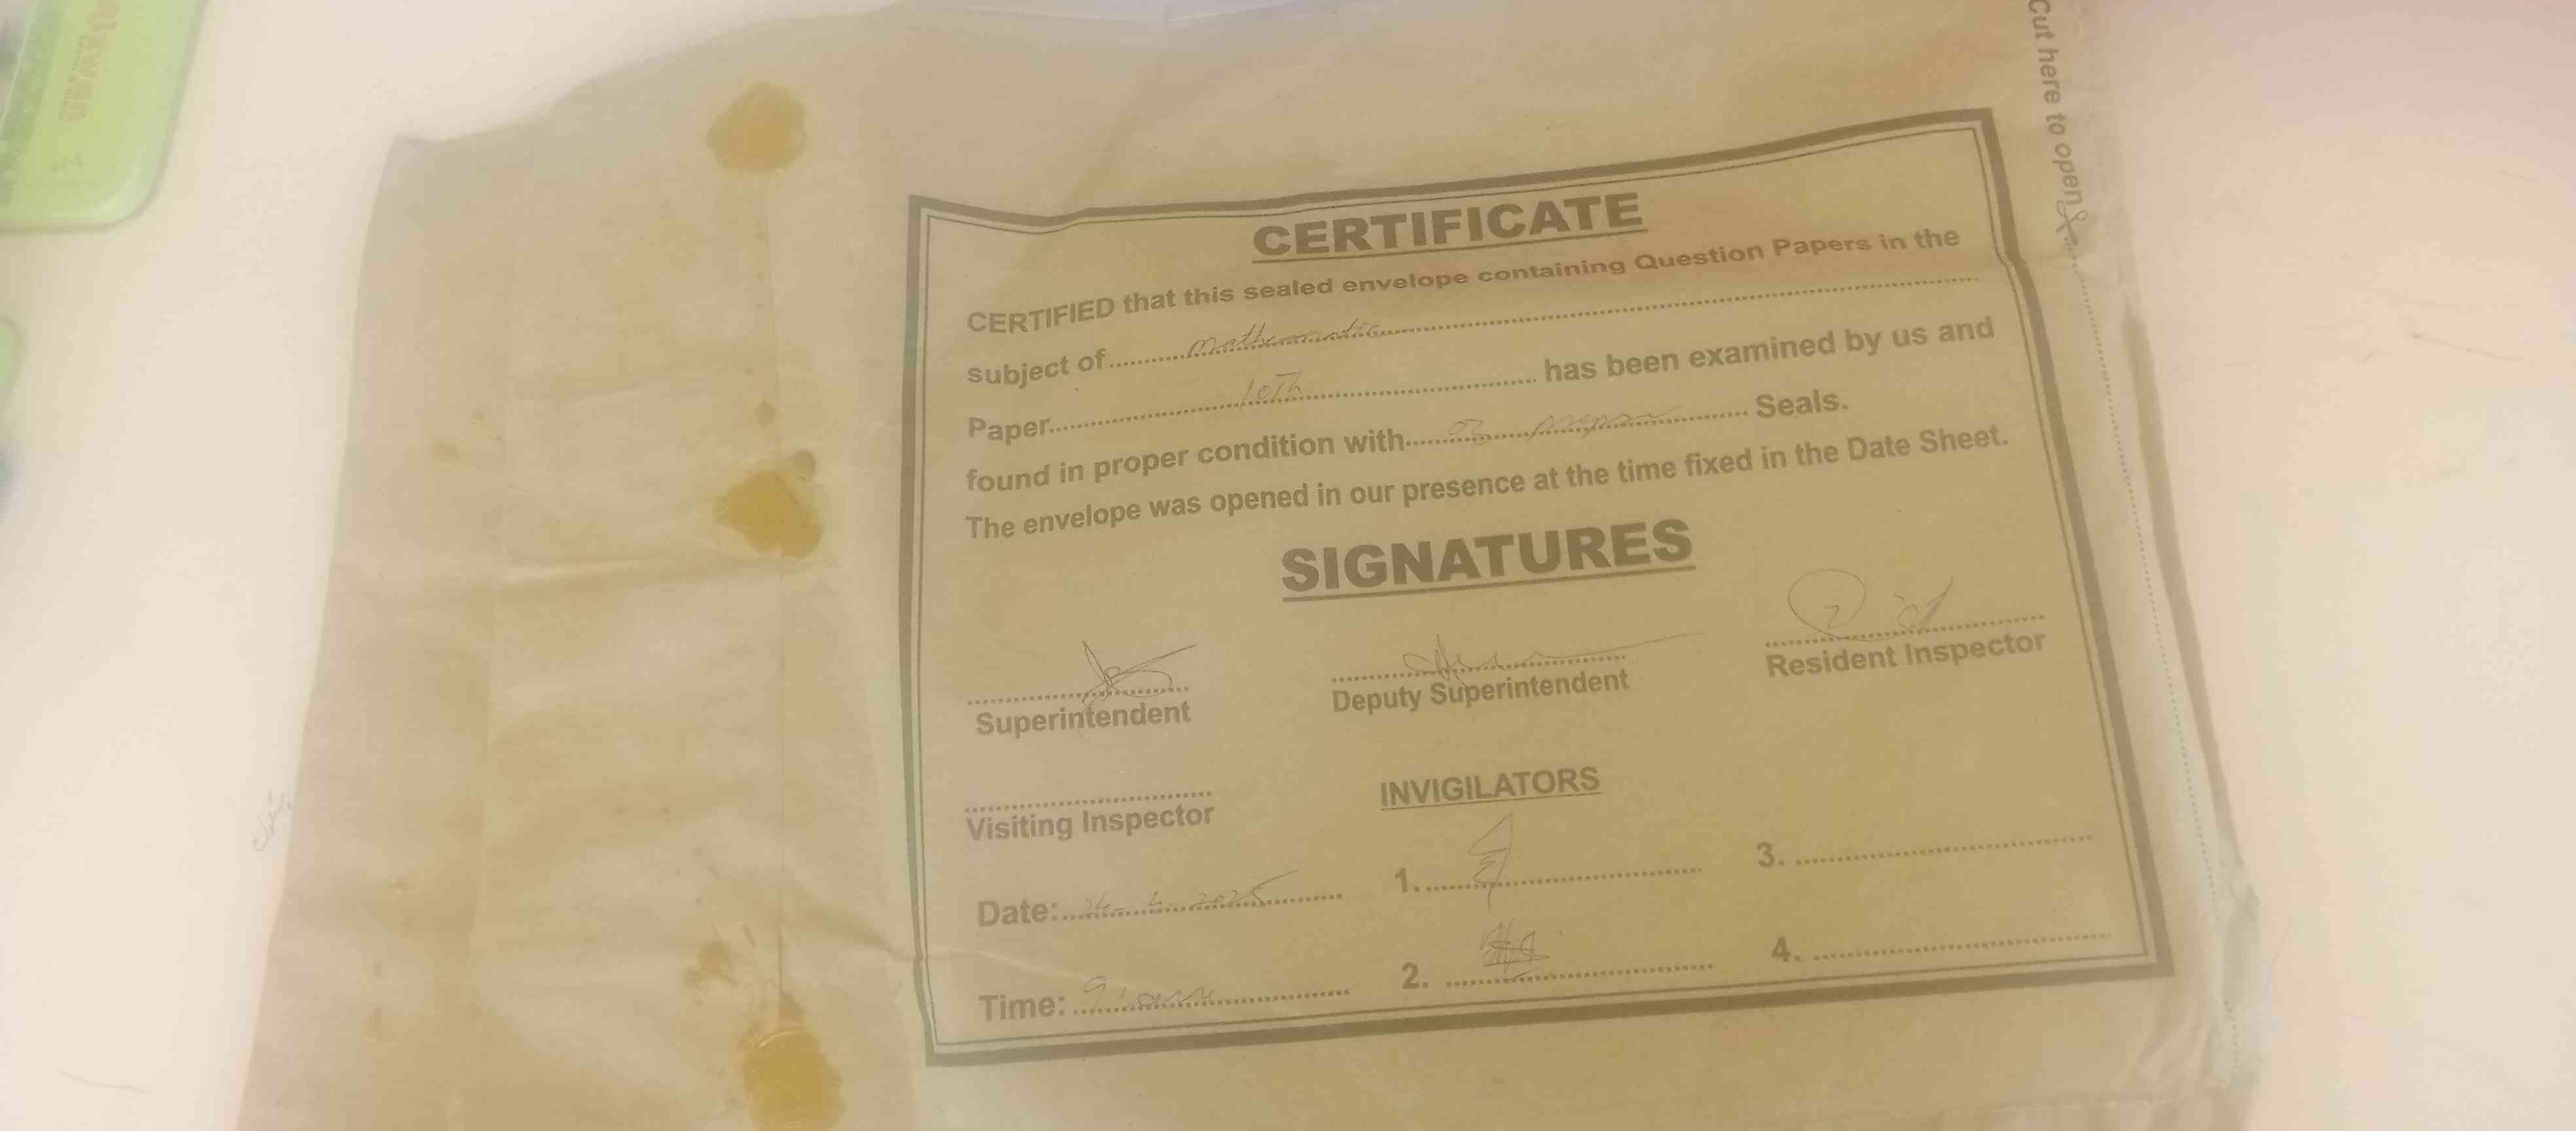 Cut here to open
CERTIFICATE
CERTIFIED that this sealed envelope containing Question Papers in the
subject of Mathematics
Paper 10Th has been examined by us and
found in proper condition with 03 Seals.
The envelope was opened in our presence at the time fixed in the Date Sheet.
SIGNATURES
Superintendent
Deputy Superintendent
Resident Inspector
Visiting Inspector
INVIGILATORS
Date: 2025
1.
3.
Time:
2.
4.